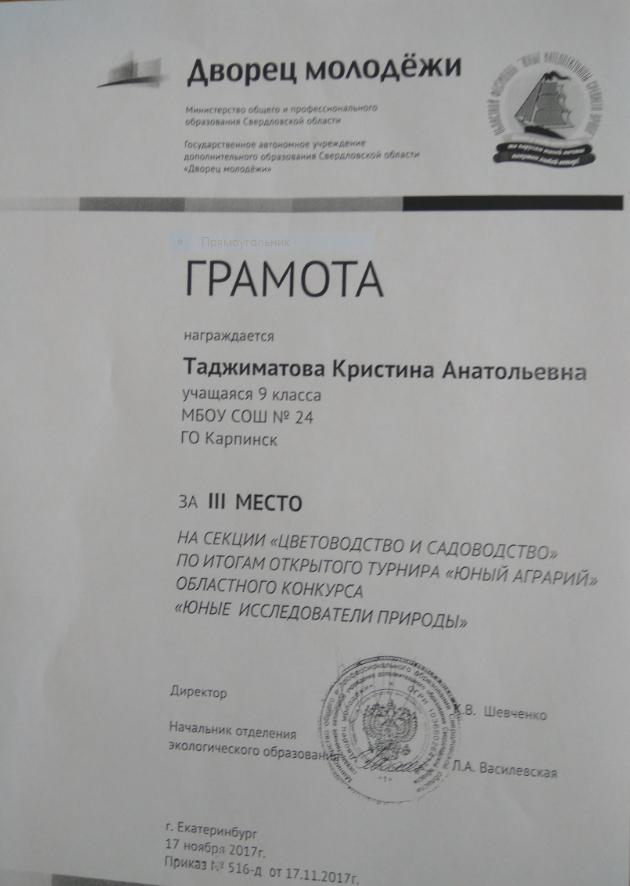 Дворец молодёжи
Министерство общего и профессионального
образования Свердловской области
Государственное автономное учреждение
дополнительного образования Свердловской области
«Дворец молодёжи»
Прямоугольник
ГРАМОТА
награждается
Таджиматова Кристина Анатольевна
учащаяся 9 класса
МБОУ СОШ № 24
ГО Карпинск
ЗА III МЕСТО
НА СЕКЦИИ «ЦВЕТОВОДСТВО И САДОВОДСТВО»
ПО ИТОГАМ ОТКРЫТОГО ТУРНИРА «ЮНЫЙ АГРАРИЙ»
ОБЛАСТНОГО КОНКУРСА
«ЮНЫЕ ИССЛЕДОВАТЕЛИ ПРИРОДЫ»
Директор
Шевченко
Начальник отделения
экологического образования
Л.А. Василевская
г. Екатеринбург
17 ноября 2017г.
Приказ № 516-д от 17.11.2017г.